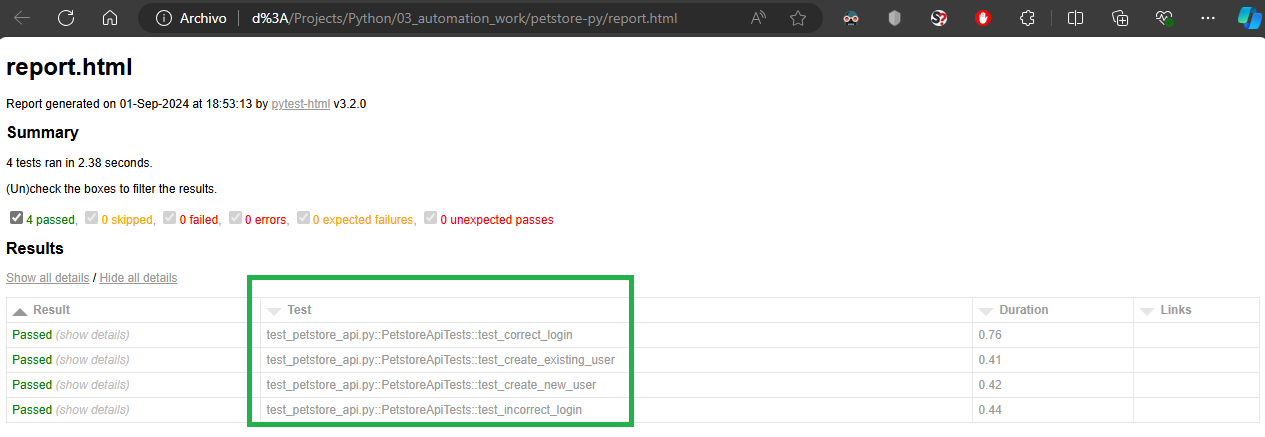 Archivo d%3A/Projects/Python/03_automation_work/petstore-py/report.html
report.html
Report generated on 01-Sep-2024 at 18:53:13 by pytest-html v3.2.0
Summary
4 tests ran in 2.38 seconds.
(Un)check the boxes to filter the results.
4 passed, 0 skipped, 0 failed, 0 errors, 0 expected failures, 0 unexpected passes
Results
Show all details / Hide all details
Result Test Duration Links
Passed (show details) test_petstore_api.py::PetstoreApiTests::test_correct_login 0.76
Passed (show details) test_petstore_api.py::PetstoreApiTests::test_create_existing_user 0.41
Passed (show details) test_petstore_api.py::PetstoreApiTests::test_create_new_user 0.42
Passed (show details) test_petstore_api.py::PetstoreApiTests::test_incorrect_login 0.44